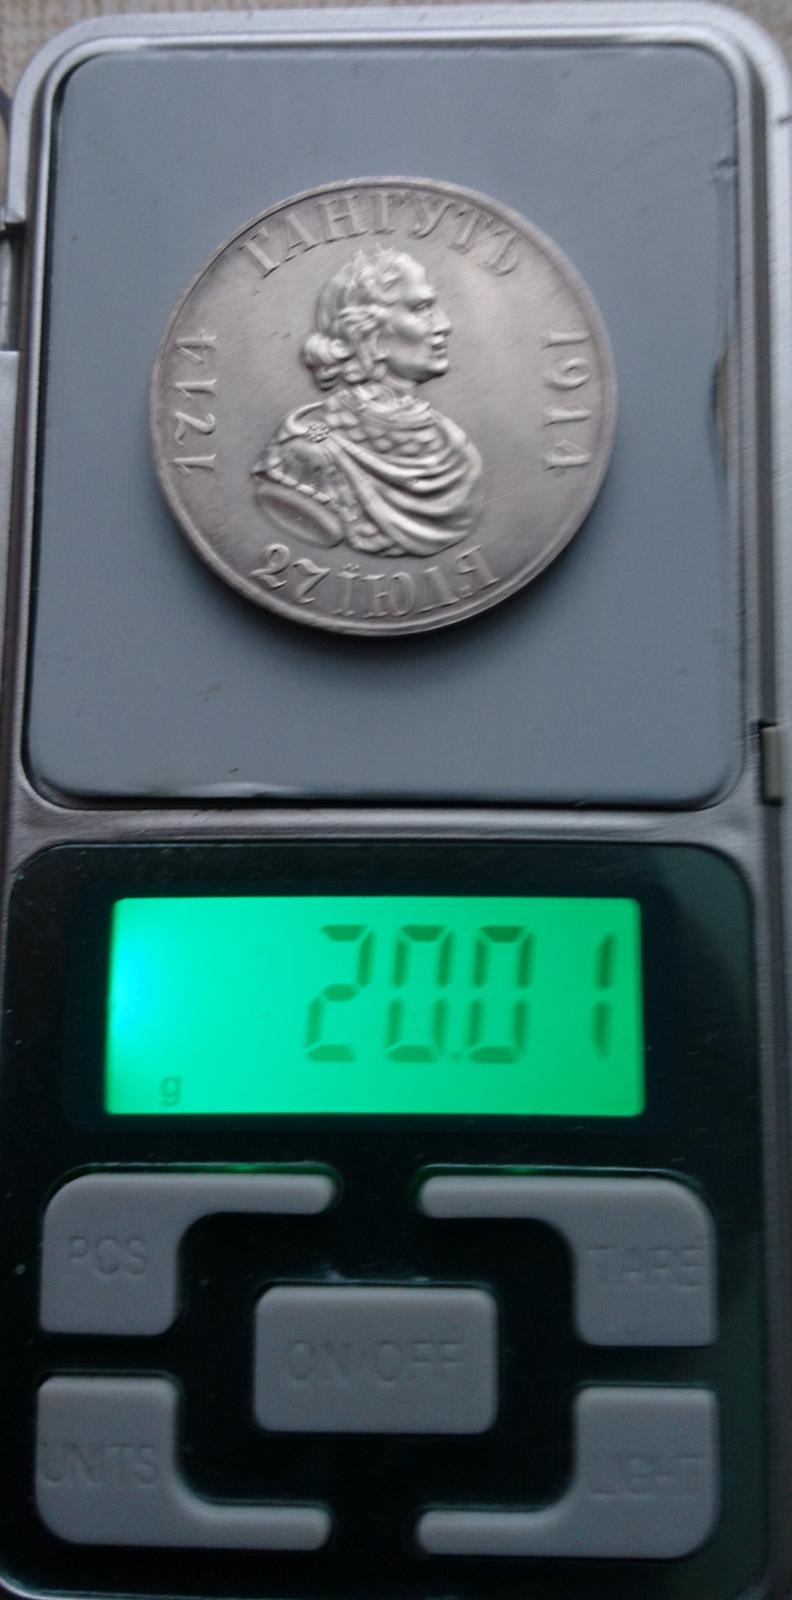 ГАНГУТЪ
1714
1914
27 ІЮЛЯ
20.01
g
PCS
TARE
ON/OFF
UNITS
LIGHT